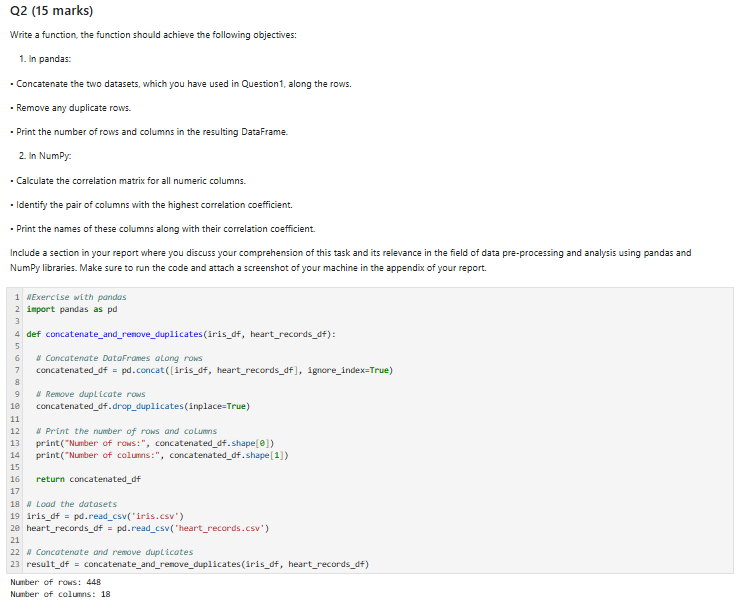 Q2 (15 marks)
Write a function, the function should achieve the following objectives:
1. In pandas:
• Concatenate the two datasets, which you have used in Question1, along the rows.
• Remove any duplicate rows.
• Print the number of rows and columns in the resulting DataFrame.
2. In NumPy:
• Calculate the correlation matrix for all numeric columns.
• Identify the pair of columns with the highest correlation coefficient.
• Print the names of these columns along with their correlation coefficient.
Include a section in your report where you discuss your comprehension of this task and its relevance in the field of data pre-processing and analysis using pandas and
NumPy libraries. Make sure to run the code and attach a screenshot of your machine in the appendix of your report.
1 #Exercise with pandas
2 import pandas as pd
3
4 def concatenate_and_remove_duplicates(iris_df, heart_records_df):
5
6 # Concatenate DataFrames along rows
7 concatenated_df = pd.concat([iris_df, heart_records_df], ignore_index=True)
8
9 # Remove duplicate rows
10 concatenated_df.drop_duplicates(inplace=True)
11
12 # Print the number of rows and columns
13 print("Number of rows:", concatenated_df.shape[0])
14 print("Number of columns:", concatenated_df.shape[1])
15
16 return concatenated_df
17
18 # Load the datasets
19 iris_df = pd.read_csv('iris.csv')
20 heart_records_df = pd.read_csv('heart_records.csv')
21
22 # Concatenate and remove duplicates
23 result_df = concatenate_and_remove_duplicates(iris_df, heart_records_df)
Number of rows: 448
Number of columns: 18